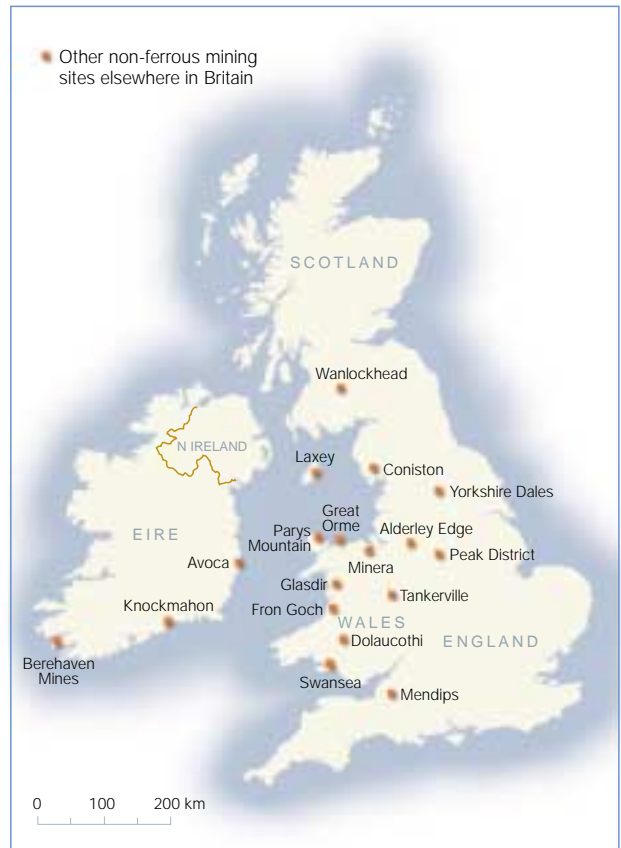 Other non-ferrous mining
sites elsewhere in Britain
SCOTLAND
Wanlockhead
N IRELAND
Laxey
Coniston
Yorkshire Dales
Great
Orme
Parys
Mountain
Alderley Edge
EIRE
Peak District
Avoca
Minera
Glasdir
Tankerville
Knockmahon
Fron Goch
WALES
Dolaucothi
ENGLAND
Berehaven
Mines
Swansea
Mendips
0 100 200 km